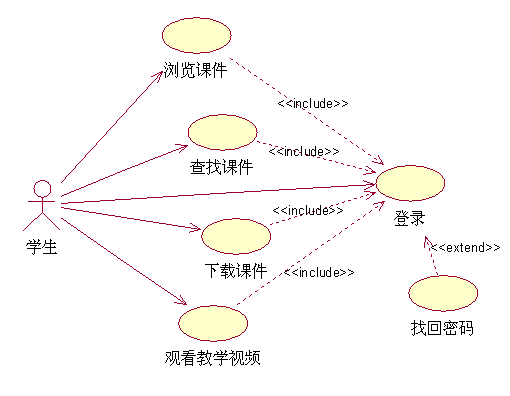 浏览课件
<<include>>
查找课件
<<include>>
登录
学生
<<include>>
下载课件
<<extend>>
<<include>>
找回密码
观看教学视频